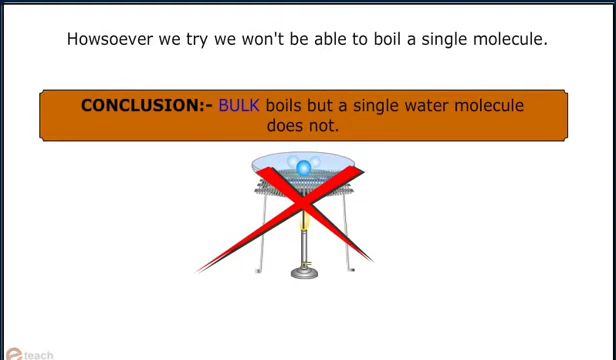 Howsoever we try we won't be able to boil a single molecule.
CONCLUSION:- BULK boils but a single water molecule
does not.
e teach